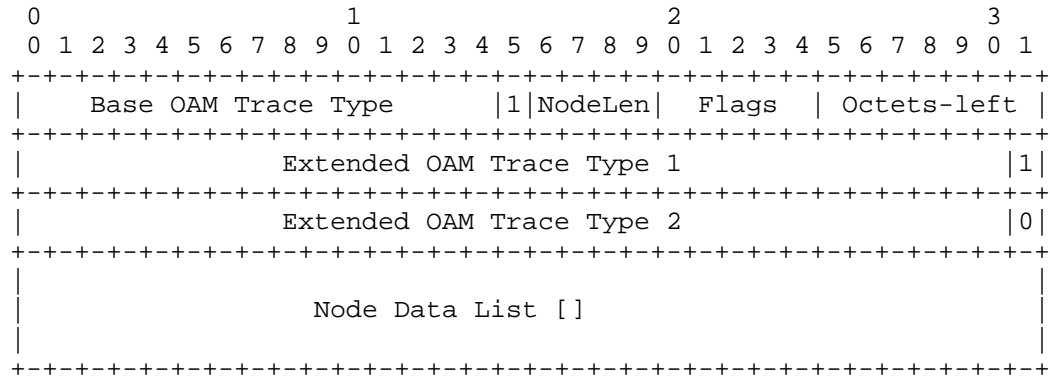 0                   1                   2                   3
 0 1 2 3 4 5 6 7 8 9 0 1 2 3 4 5 6 7 8 9 0 1 2 3 4 5 6 7 8 9 0 1
+-+-+-+-+-+-+-+-+-+-+-+-+-+-+-+-+-+-+-+-+-+-+-+-+-+-+-+-+-+-+-+-+
|    Base OAM Trace Type      |1|NodeLen|  Flags  | Octets-left |
+-+-+-+-+-+-+-+-+-+-+-+-+-+-+-+-+-+-+-+-+-+-+-+-+-+-+-+-+-+-+-+-+
|                Extended OAM Trace Type 1                    |1|
+-+-+-+-+-+-+-+-+-+-+-+-+-+-+-+-+-+-+-+-+-+-+-+-+-+-+-+-+-+-+-+-+
|                Extended OAM Trace Type 2                    |0|
+-+-+-+-+-+-+-+-+-+-+-+-+-+-+-+-+-+-+-+-+-+-+-+-+-+-+-+-+-+-+-+-+
|                                                               |
|                  Node Data List []                            |
|                                                               |
+-+-+-+-+-+-+-+-+-+-+-+-+-+-+-+-+-+-+-+-+-+-+-+-+-+-+-+-+-+-+-+-+